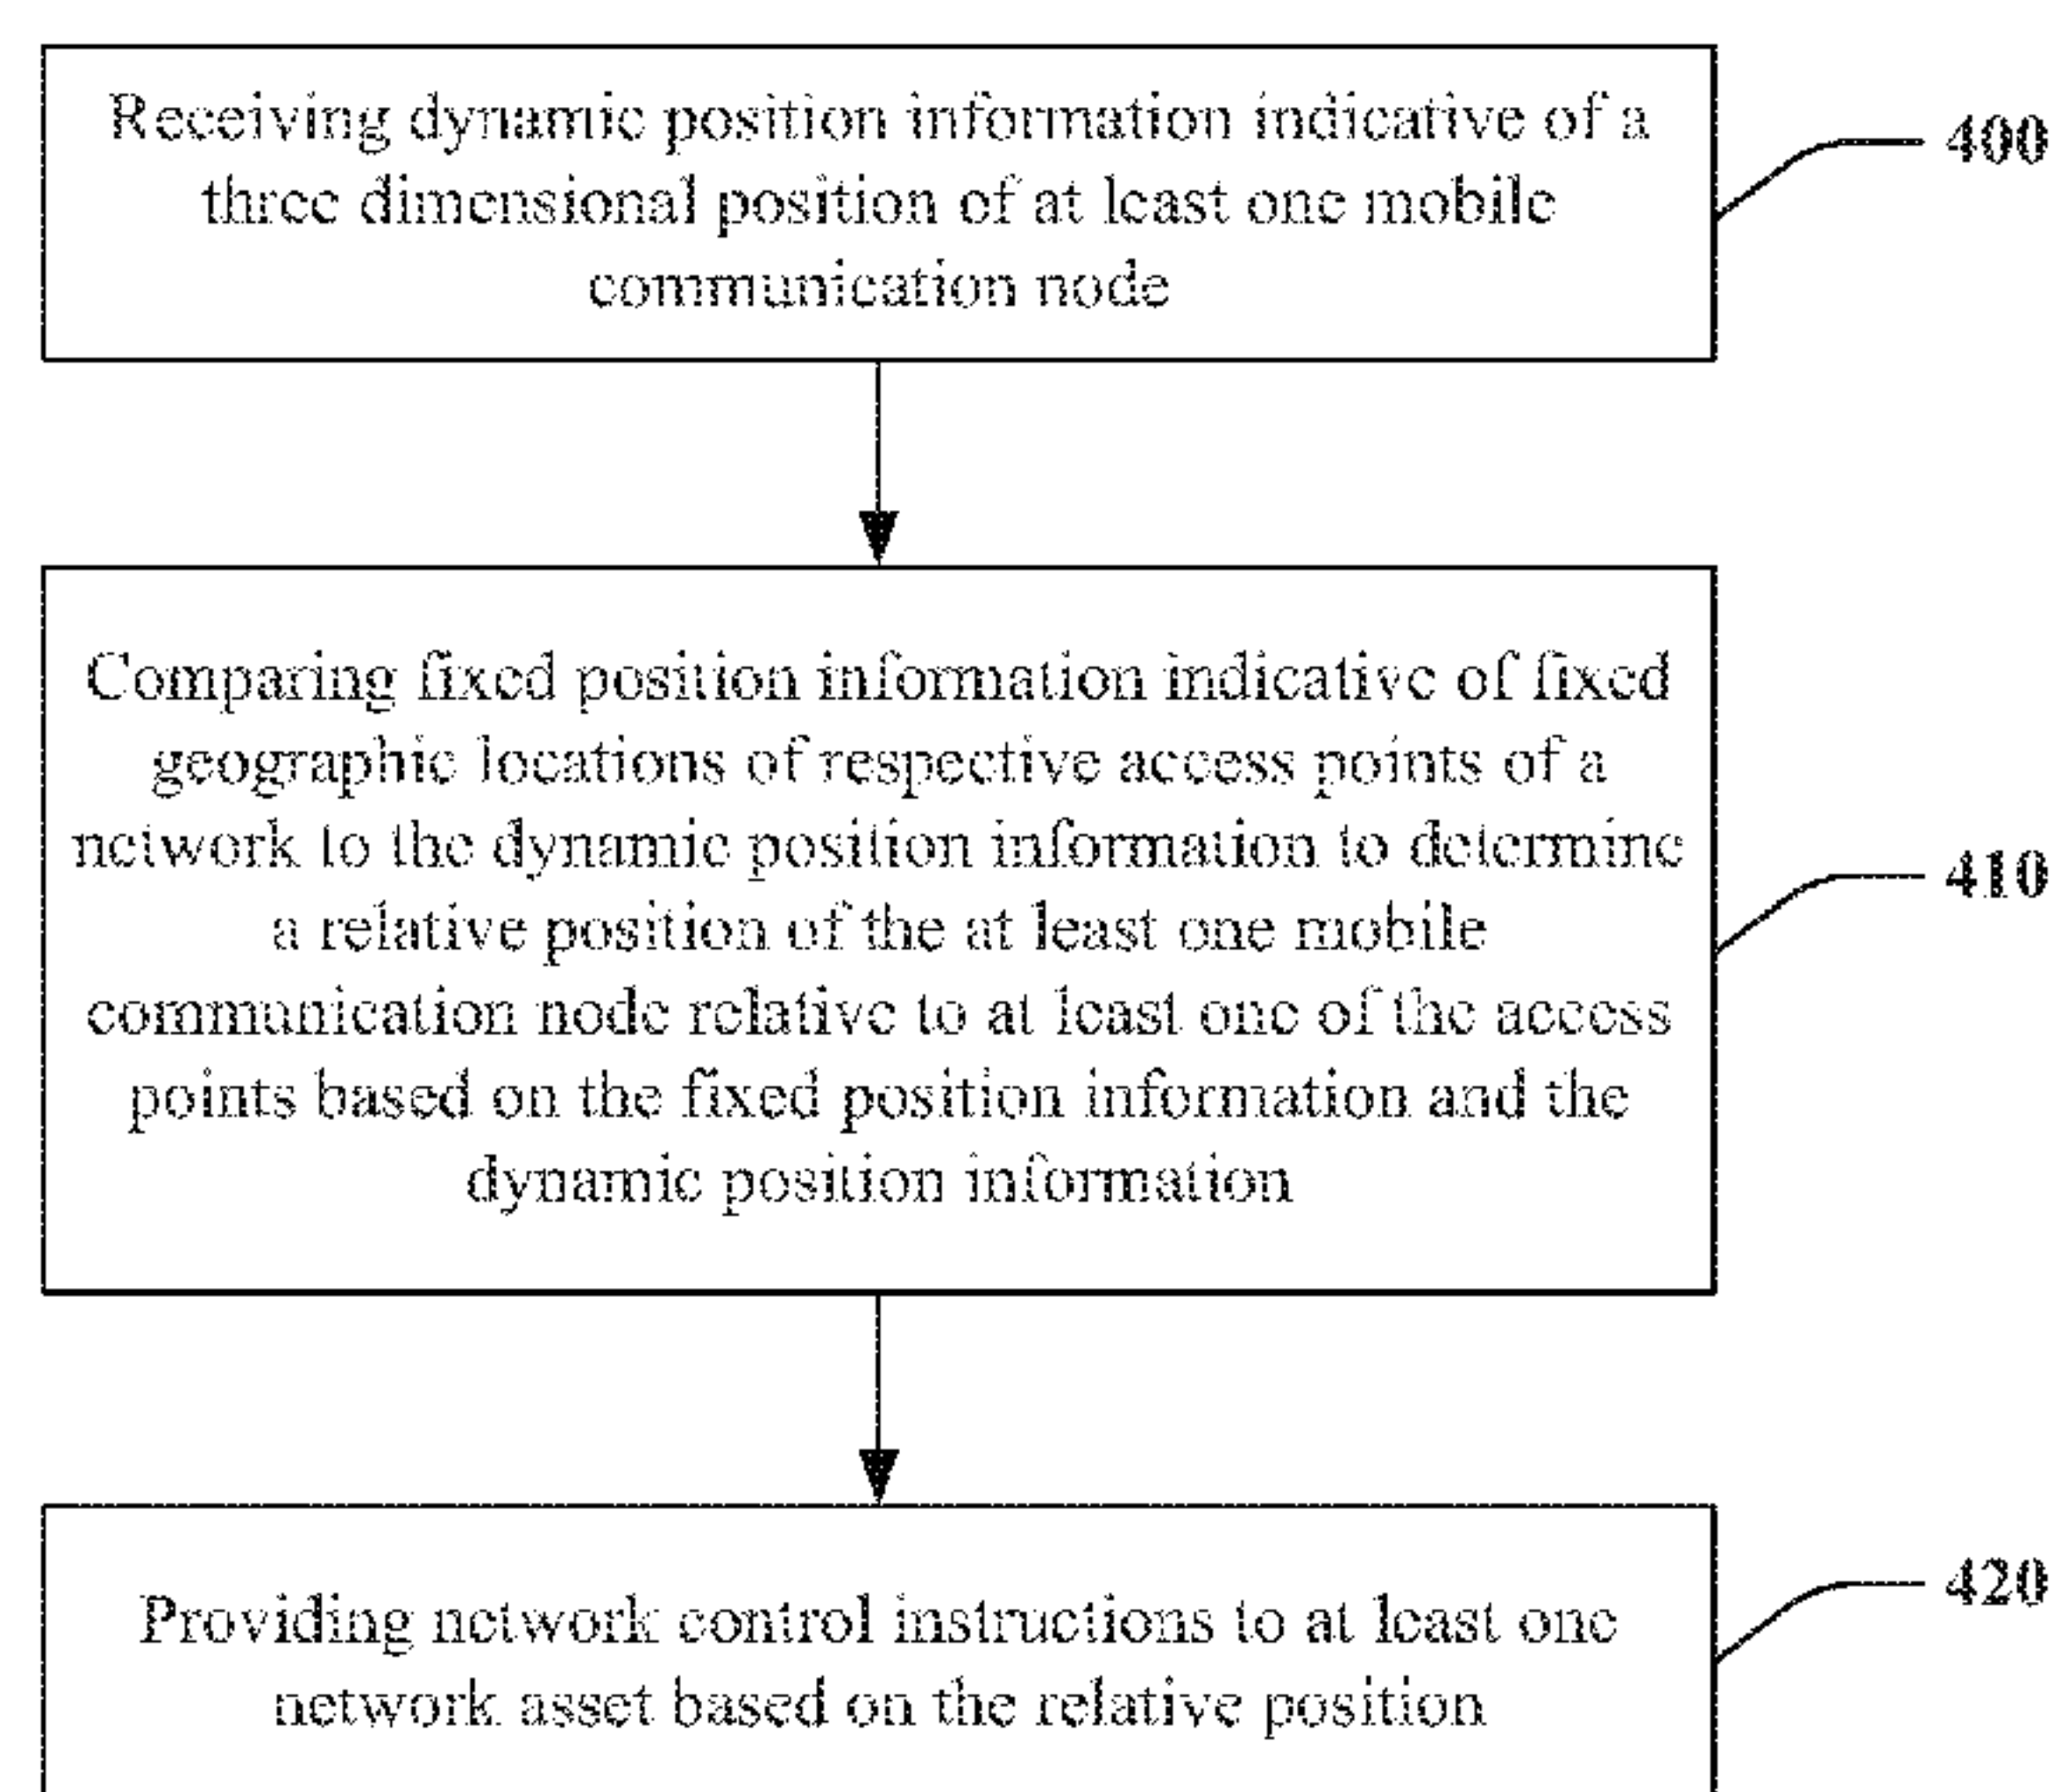 Receiving dynamic position information indicative of a
three dimensional position of at least one mobile
communication node
400
Comparing fixed position information indicative of fixed
geographic locations of respective access points of a
network to the dynamic position information to determine
a relative position of the at least one mobile
communication node relative to at least one of the access
points based on the fixed position information and the
dynamic position information
410
Providing network control instructions to at least one
network asset based on the relative position
420